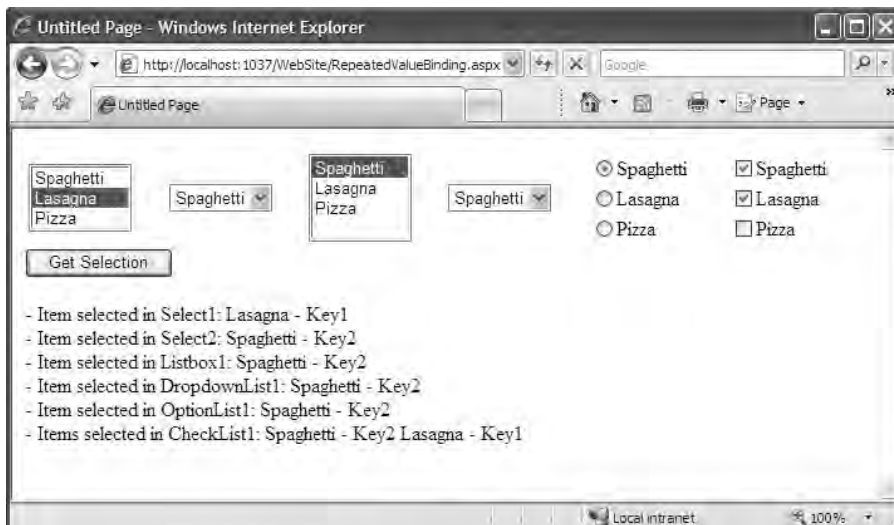 Untitled Page - Windows Internet Explorer
http://localhost:1037/WebSite/RepeatedValueBinding.aspx
Google
Untitled Page
Page
Spaghetti
Lasagna
Pizza
Spaghetti
Spaghetti
Lasagna
Pizza
Spaghetti
Spaghetti
Lasagna
Pizza
Spaghetti
Lasagna
Pizza
Get Selection
- Item selected in Select1: Lasagna - Key1
- Item selected in Select2: Spaghetti - Key2
- Item selected in Listbox1: Spaghetti - Key2
- Item selected in DropdownList1: Spaghetti - Key2
- Item selected in OptionList1: Spaghetti - Key2
- Items selected in CheckList1: Spaghetti - Key2 Lasagna - Key1
Local intranet
100%